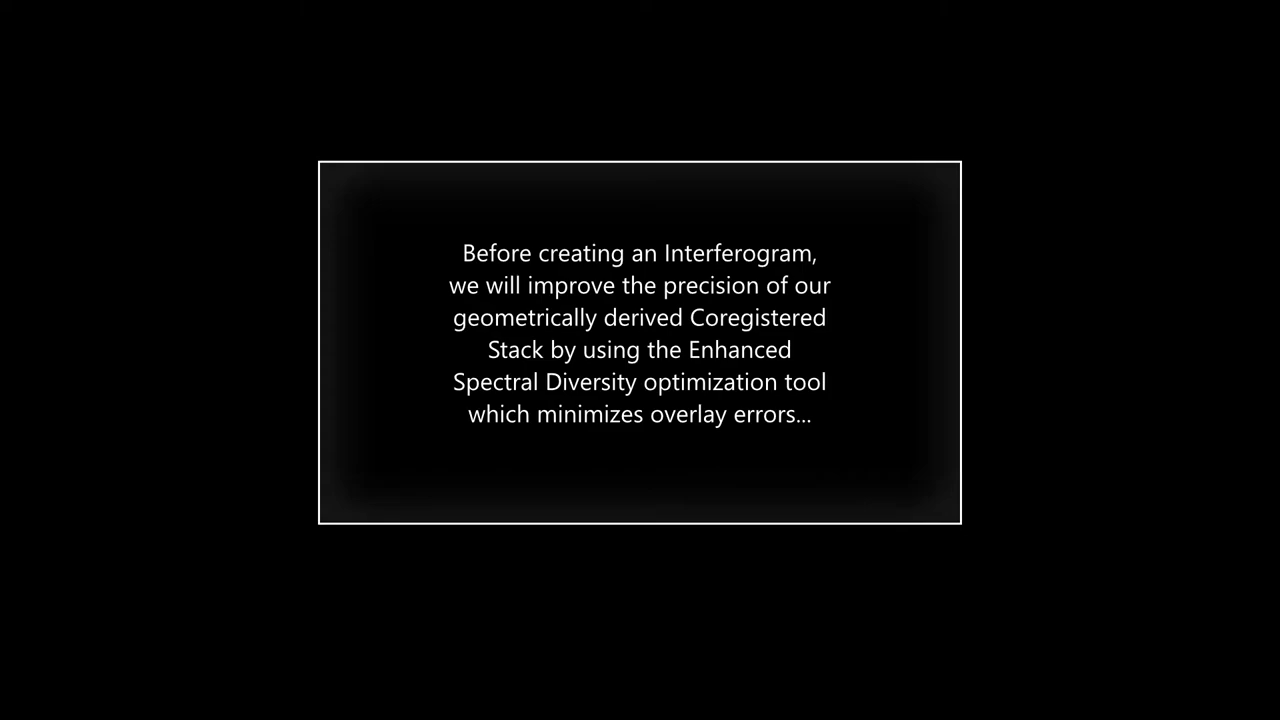 Before creating an Interferogram,
we will improve the precision of our
geometrically derived Coregistered
Stack by using the Enhanced
Spectral Diversity optimization tool
which minimizes overlay errors...